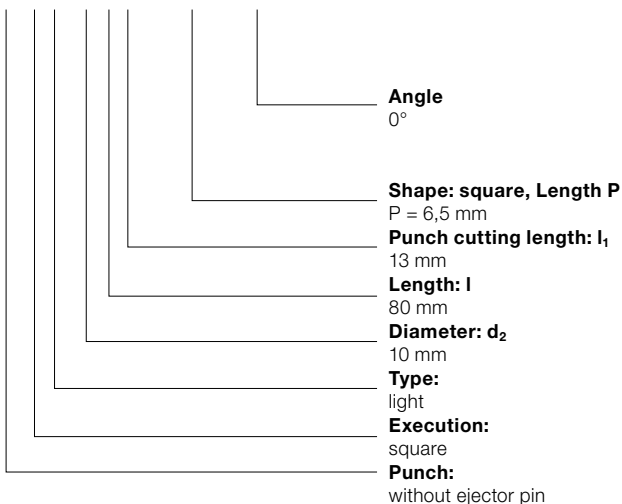 Angle
0°
Shape: square, Length P
P = 6,5 mm
Punch cutting length: l₁
13 mm
Length: l
80 mm
Diameter: d₂
10 mm
Type:
light
Execution:
square
Punch:
without ejector pin